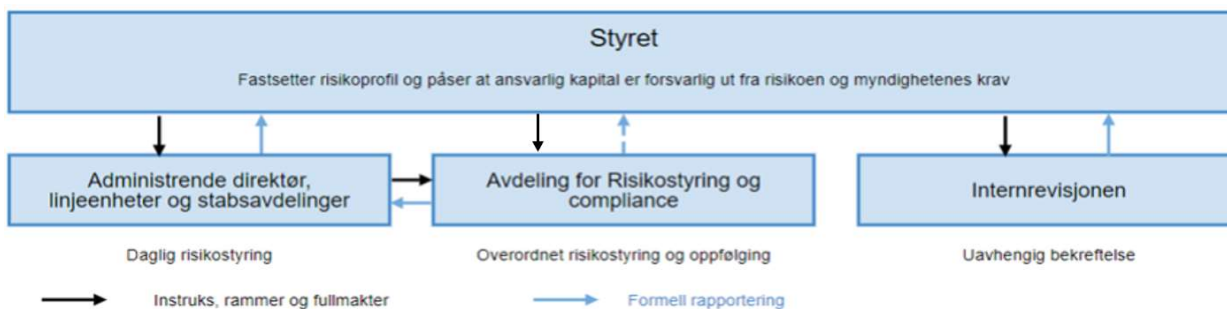 Styret
Fastsetter risikoprofil og påser at ansvarlig kapital er forsvarlig ut fra risikoen og myndighetenes krav
Administrende direktør,
linjeenheter og stabsavdelinger
Avdeling for Risikostyring og
compliance
Internrevisjonen
Daglig risikostyring
Overordnet risikostyring og oppfølging
Uavhengig bekreftelse
Instruks, rammer og fullmakter
Formell rapportering